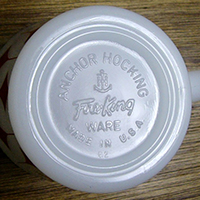 ANCHOR HOCKING
Fire-King
WARE
MADE IN U.S.A.